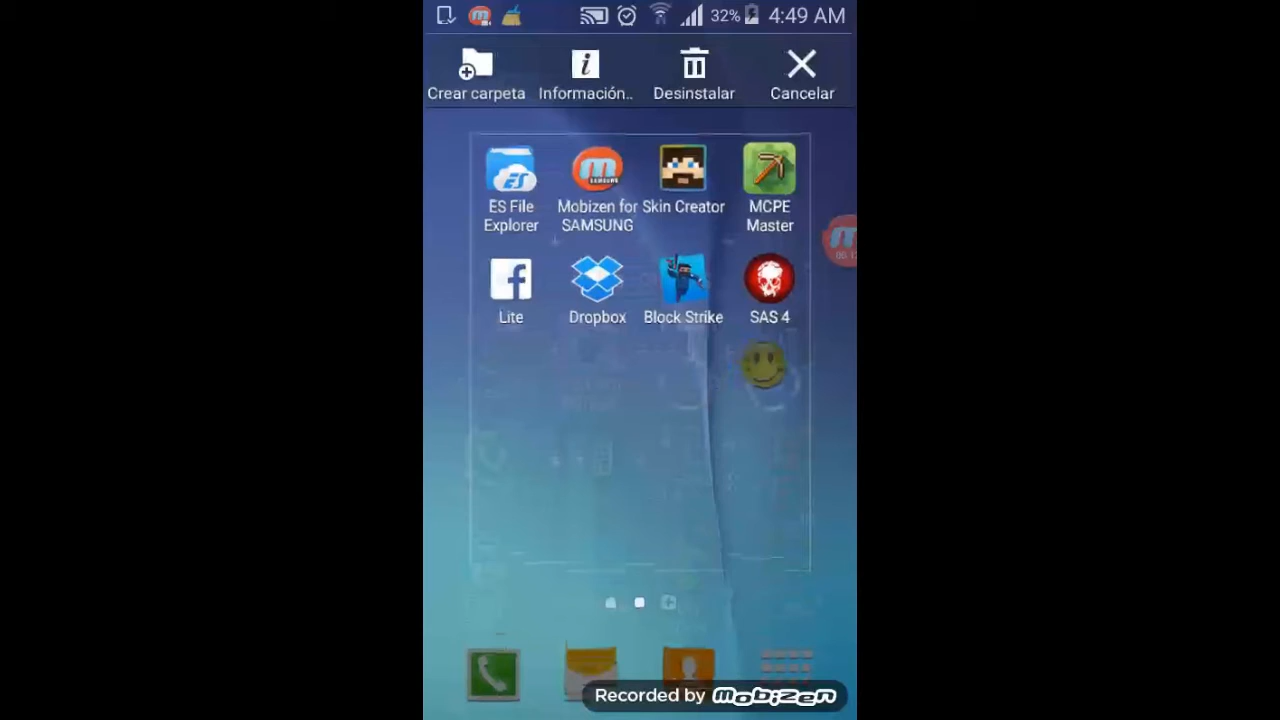 32% 4:49 AM
Crear carpeta Información.. Desinstalar Cancelar
ES File Explorer
Mobizen for SAMSUNG
Skin Creator
MCPE Master
Lite
Dropbox
Block Strike
SAS 4
Recorded by mobizen